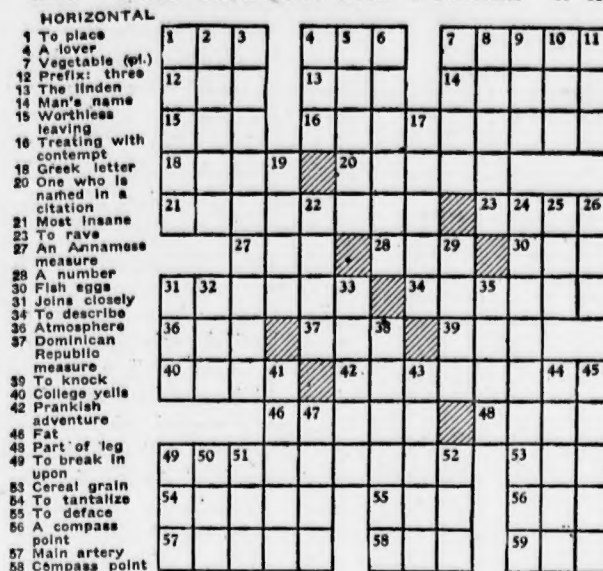 HORIZONTAL
1 To place
4 A lover
7 Vegetable (pl.)
12 Prefix: three
13 The linden
14 Man's name
15 Worthless
leaving
16 Treating with
contempt
18 Greek letter
20 One who is
named in a
citation
21 Most insane
23 To rave
27 An Annamese
measure
28 A number
30 Fish eggs
31 Joins closely
34 To describe
36 Atmosphere
37 Dominican
Republic
measure
39 To knock
40 College yells
42 Prankish
adventure
46 Fat
48 Part of leg
49 To break in
upon
53 Cereal grain
54 To tantalize
55 To deface
56 A compass
point
57 Main artery
58 Compass point
1 2 3 4 5 6 7 8 9 10 11
12 13 14
15 16 17
18 19 20
21 22 23 24 25 26
27 28 29 30
31 32 33 34 35
36 37 38 39
40 41 42 43 44 45
46 47 48
49 50 51 52 53
54 55 56
57 58 59